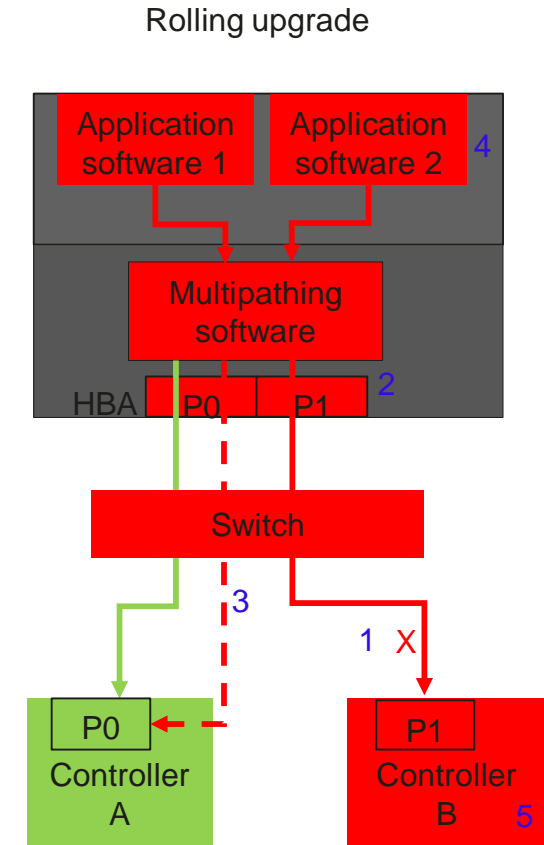 Rolling upgrade
Application
software 1
Application
software 2
4
Multipathing
software
2
HBA
P0
P1
Switch
3
1
X
P0
P1
Controller
A
Controller
B
5